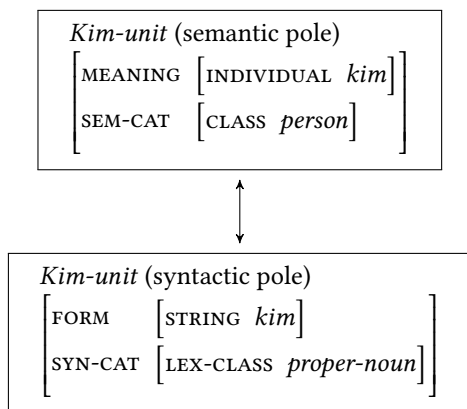 Kim-unit (semantic pole)
[MEANING [INDIVIDUAL kim]
SEM-CAT [CLASS person]]
Kim-unit (syntactic pole)
[FORM [STRING kim]
SYN-CAT [LEX-CLASS proper-noun]]